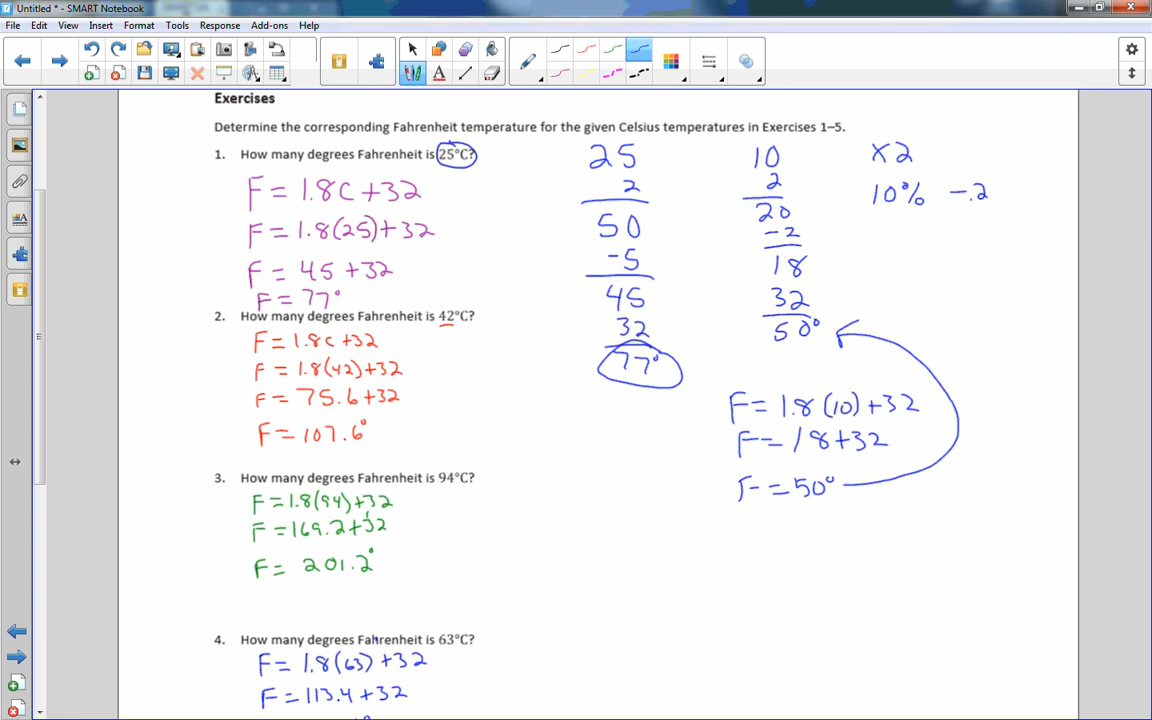 Untitled * - SMART Notebook
File Edit View Insert Format Tools Response Add-ons Help
Exercises
Determine the corresponding Fahrenheit temperature for the given Celsius temperatures in Exercises 1–5.
1. How many degrees Fahrenheit is 25°C?
F = 1.8C + 32
F = 1.8(25) + 32
F = 45 + 32
F = 77°
2. How many degrees Fahrenheit is 42°C?
F = 1.8C + 32
F = 1.8(42) + 32
F = 75.6 + 32
F = 107.6°
3. How many degrees Fahrenheit is 94°C?
F = 1.8(94) + 32
F = 169.2 + 32
F = 201.2°
4. How many degrees Fahrenheit is 63°C?
F = 1.8(63) + 32
F = 113.4 + 32
25
2
50
-5
45
32
77°
10
2
20
-2
18
32
50°
F = 1.8(10) + 32
F = 18 + 32
F = 50°
X2
10% -.2